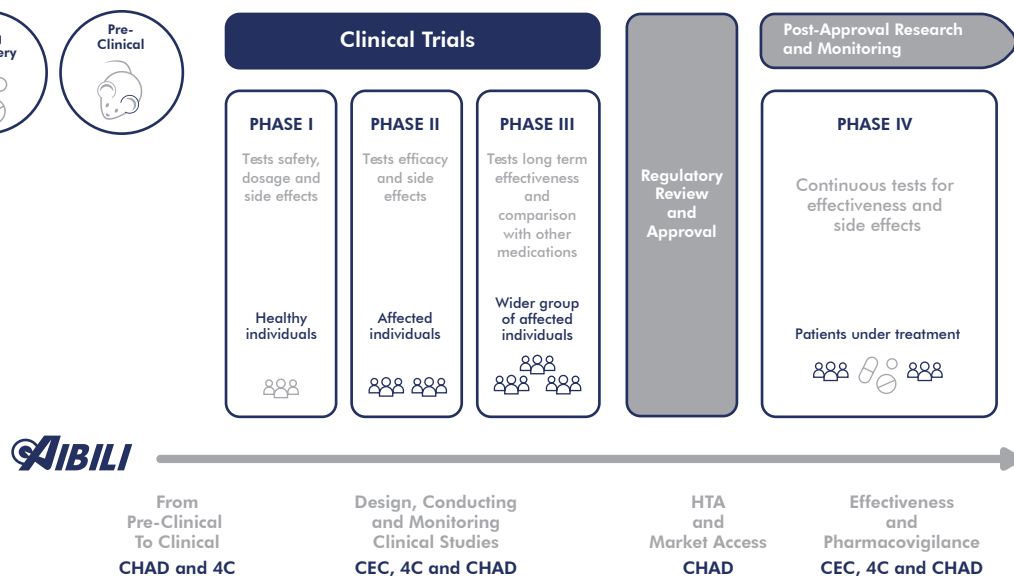 Pre-
Clinical
Clinical Trials
Post-Approval Research
and Monitoring
PHASE I
Tests safety,
dosage and
side effects
Healthy
individuals
PHASE II
Tests efficacy
and side
effects
Affected
individuals
PHASE III
Tests long term
effectiveness
and
comparison
with other
medications
Wider group
of affected
individuals
Regulatory
Review
and
Approval
PHASE IV
Continuous tests for
effectiveness and
side effects
Patients under treatment
AIBILI
From
Pre-Clinical
To Clinical
CHAD and 4C
Design, Conducting
and Monitoring
Clinical Studies
CEC, 4C and CHAD
HTA
and
Market Access
CHAD
Effectiveness
and
Pharmacovigilance
CEC, 4C and CHAD